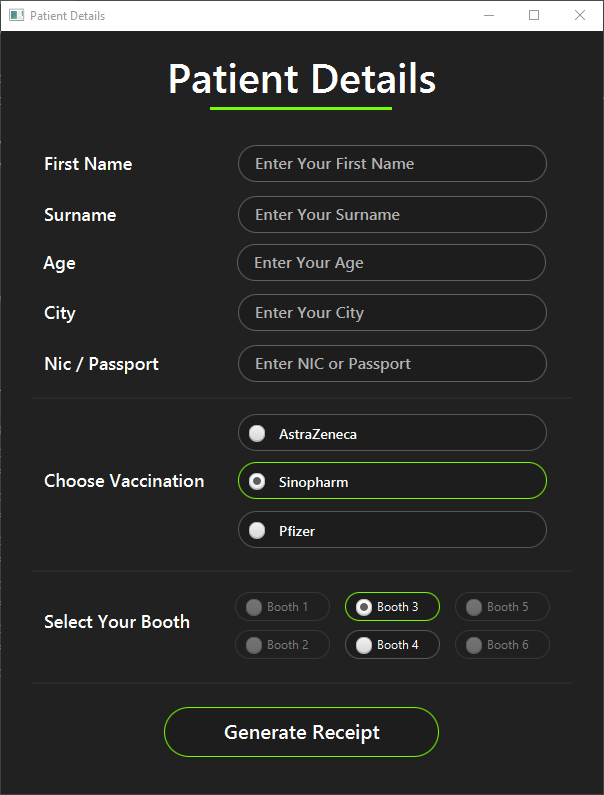 Patient Details
Patient Details
First Name
Enter Your First Name
Surname
Enter Your Surname
Age
Enter Your Age
City
Enter Your City
Nic / Passport
Enter NIC or Passport
AstraZeneca
Choose Vaccination
Sinopharm
Pfizer
Select Your Booth
Booth 1 Booth 3 Booth 5
Booth 2 Booth 4 Booth 6
Generate Receipt